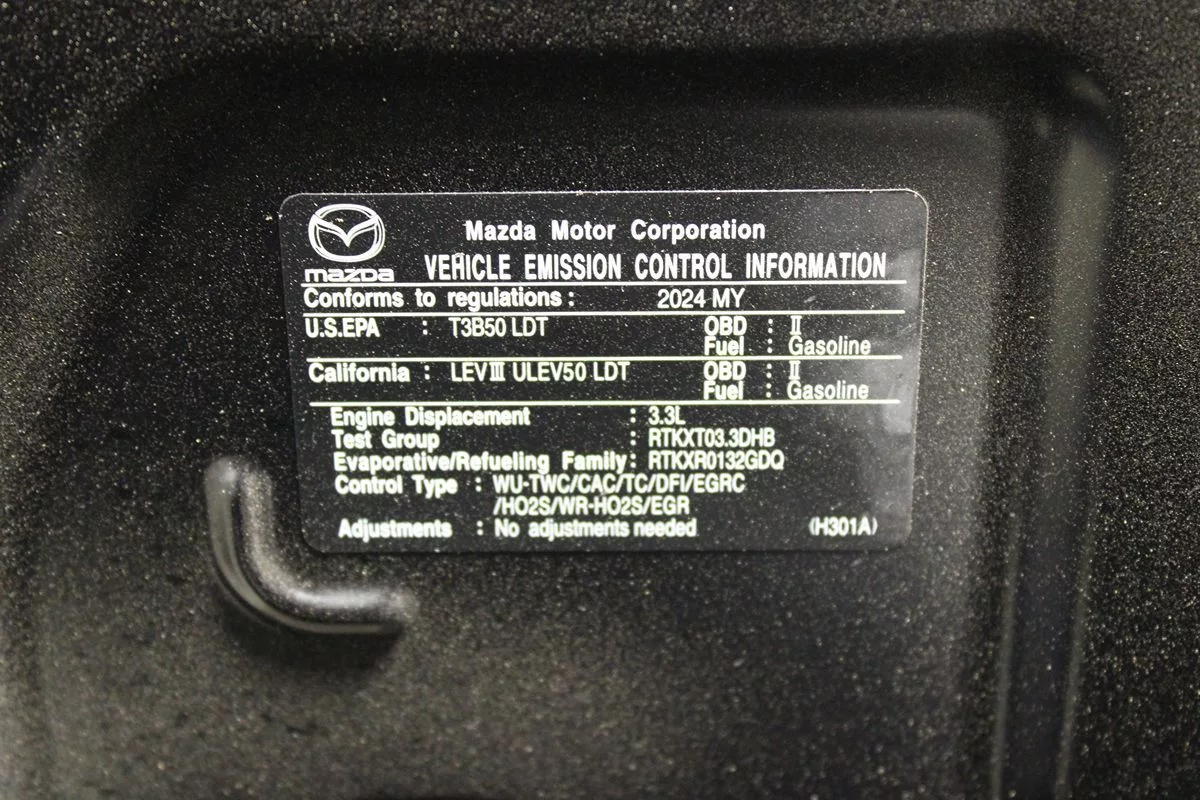 mazda
Mazda Motor Corporation
VEHICLE EMISSION CONTROL INFORMATION
Conforms to regulations : 2024 MY
U.S.EPA : T3B50 LDT OBD : Ⅱ
Fuel : Gasoline
California : LEVⅢ ULEV50 LDT OBD : Ⅱ
Fuel : Gasoline
Engine Displacement : 3.3L
Test Group : RTKXT03.3DHB
Evaporative/Refueling Family : RTKXR0132GDQ
Control Type : WU-TWC/CAC/TC/DFI/EGRC
/HO2S/WR-HO2S/EGR
Adjustments : No adjustments needed (H301A)